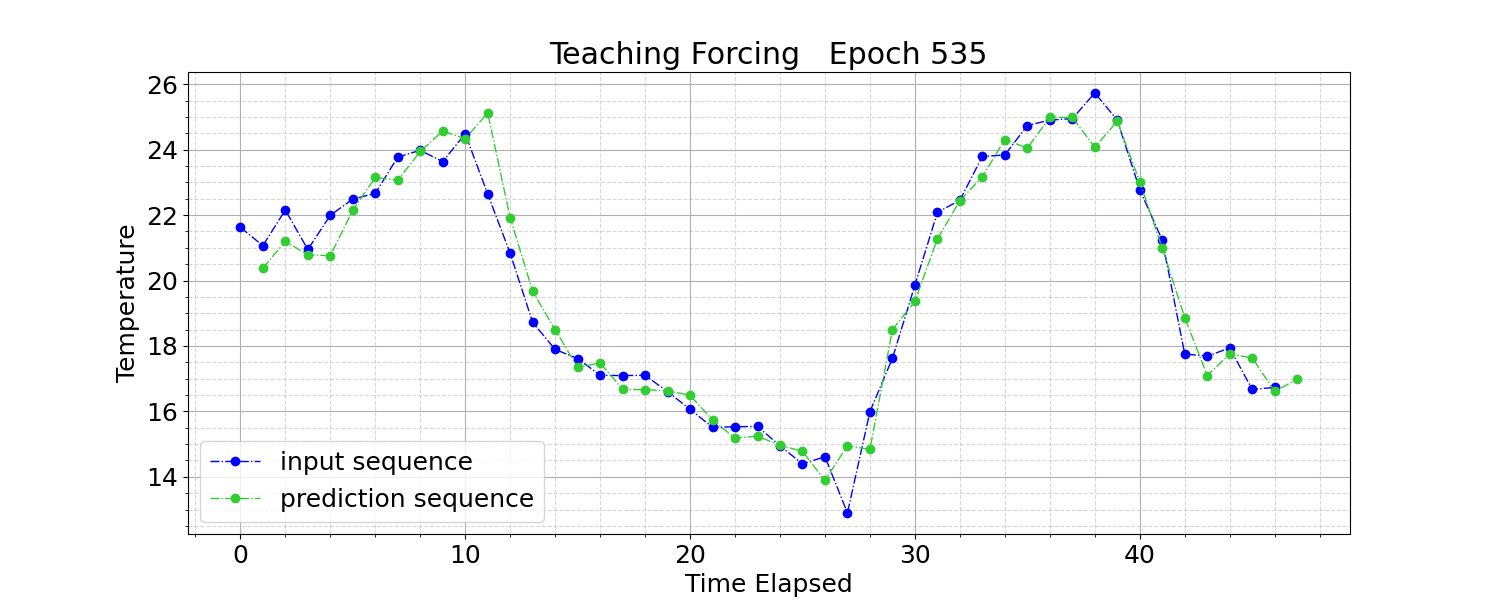 Teaching Forcing   Epoch 535
26
24
22
20
18
16
14
Temperature
input sequence
prediction sequence
0 10 20 30 40
Time Elapsed